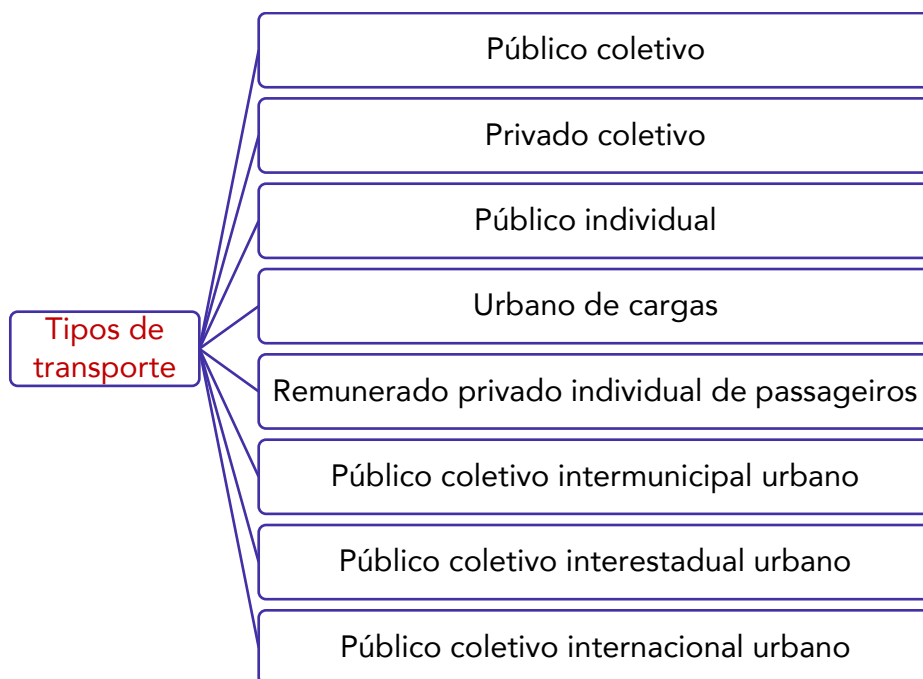 Tipos de
transporte
Público coletivo
Privado coletivo
Público individual
Urbano de cargas
Remunerado privado individual de passageiros
Público coletivo intermunicipal urbano
Público coletivo interestadual urbano
Público coletivo internacional urbano